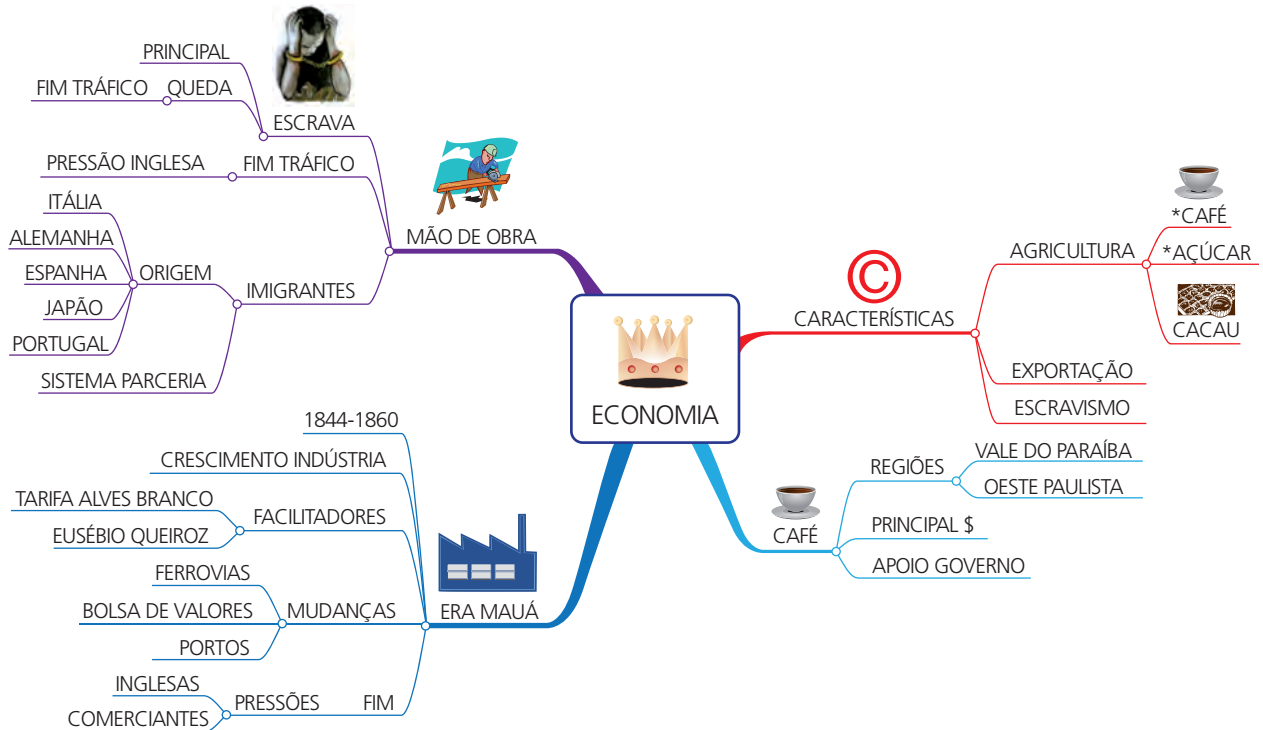 ECONOMIA
MÃO DE OBRA
ESCRAVA
PRINCIPAL
QUEDA
FIM TRÁFICO
FIM TRÁFICO
PRESSÃO INGLESA
IMIGRANTES
ORIGEM
ITÁLIA
ALEMANHA
ESPANHA
JAPÃO
PORTUGAL
SISTEMA PARCERIA
©
CARACTERÍSTICAS
AGRICULTURA
*CAFÉ
*AÇÚCAR
CACAU
EXPORTAÇÃO
ESCRAVISMO
CAFÉ
REGIÕES
VALE DO PARAÍBA
OESTE PAULISTA
PRINCIPAL $
APOIO GOVERNO
ERA MAUÁ
1844-1860
CRESCIMENTO INDÚSTRIA
FACILITADORES
TARIFA ALVES BRANCO
EUSÉBIO QUEIROZ
MUDANÇAS
FERROVIAS
BOLSA DE VALORES
PORTOS
FIM
PRESSÕES
INGLESAS
COMERCIANTES